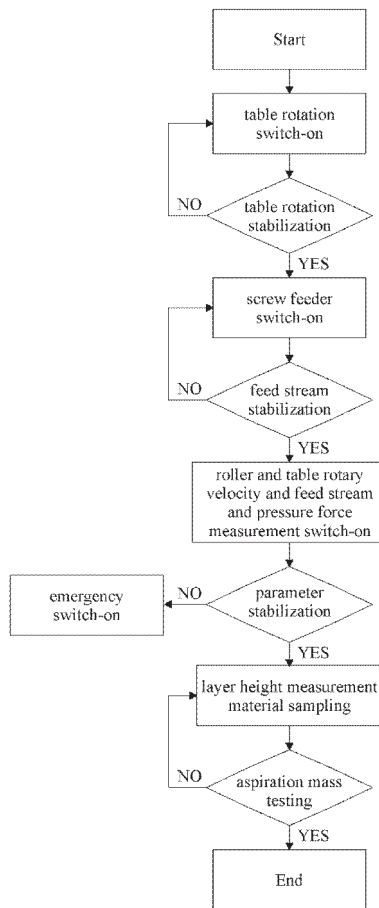 Start
table rotation
switch-on
NO
table rotation
stabilization
YES
screw feeder
switch-on
NO
feed stream
stabilization
YES
roller and table rotary
velocity and feed stream
and pressure force
measurement switch-on
emergency
switch-on
NO
parameter
stabilization
YES
layer height measurement
material sampling
NO
aspiration mass
testing
YES
End